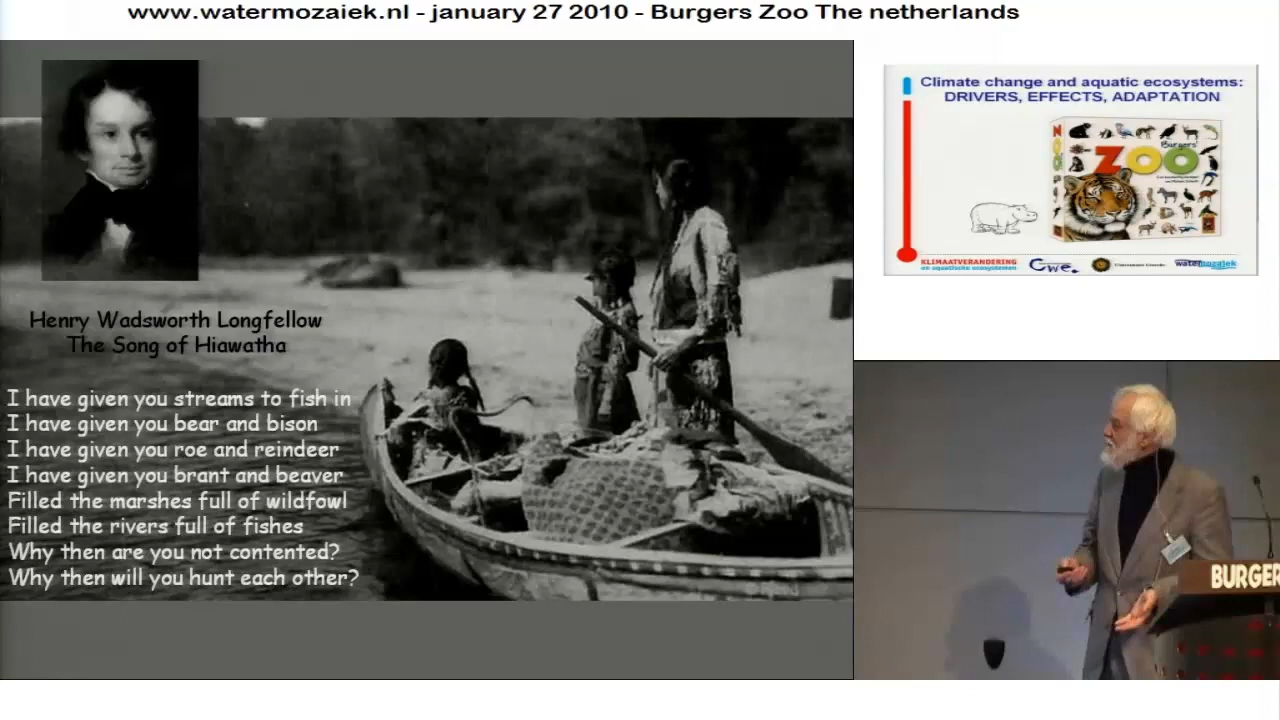 www.watermozaiek.nl - january 27 2010 - Burgers Zoo The netherlands
Henry Wadsworth Longfellow
The Song of Hiawatha
I have given you streams to fish in
I have given you bear and bison
I have given you roe and reindeer
I have given you brant and beaver
Filled the marshes full of wildfowl
Filled the rivers full of fishes
Why then are you not contented?
Why then will you hunt each other?
Climate change and aquatic ecosystems:
DRIVERS, EFFECTS, ADAPTATION
Burgers'
ZOO
KLIMAATVERANDERING
en aquatische ecosystemen
Cwe.
watermozaiek
BURGER